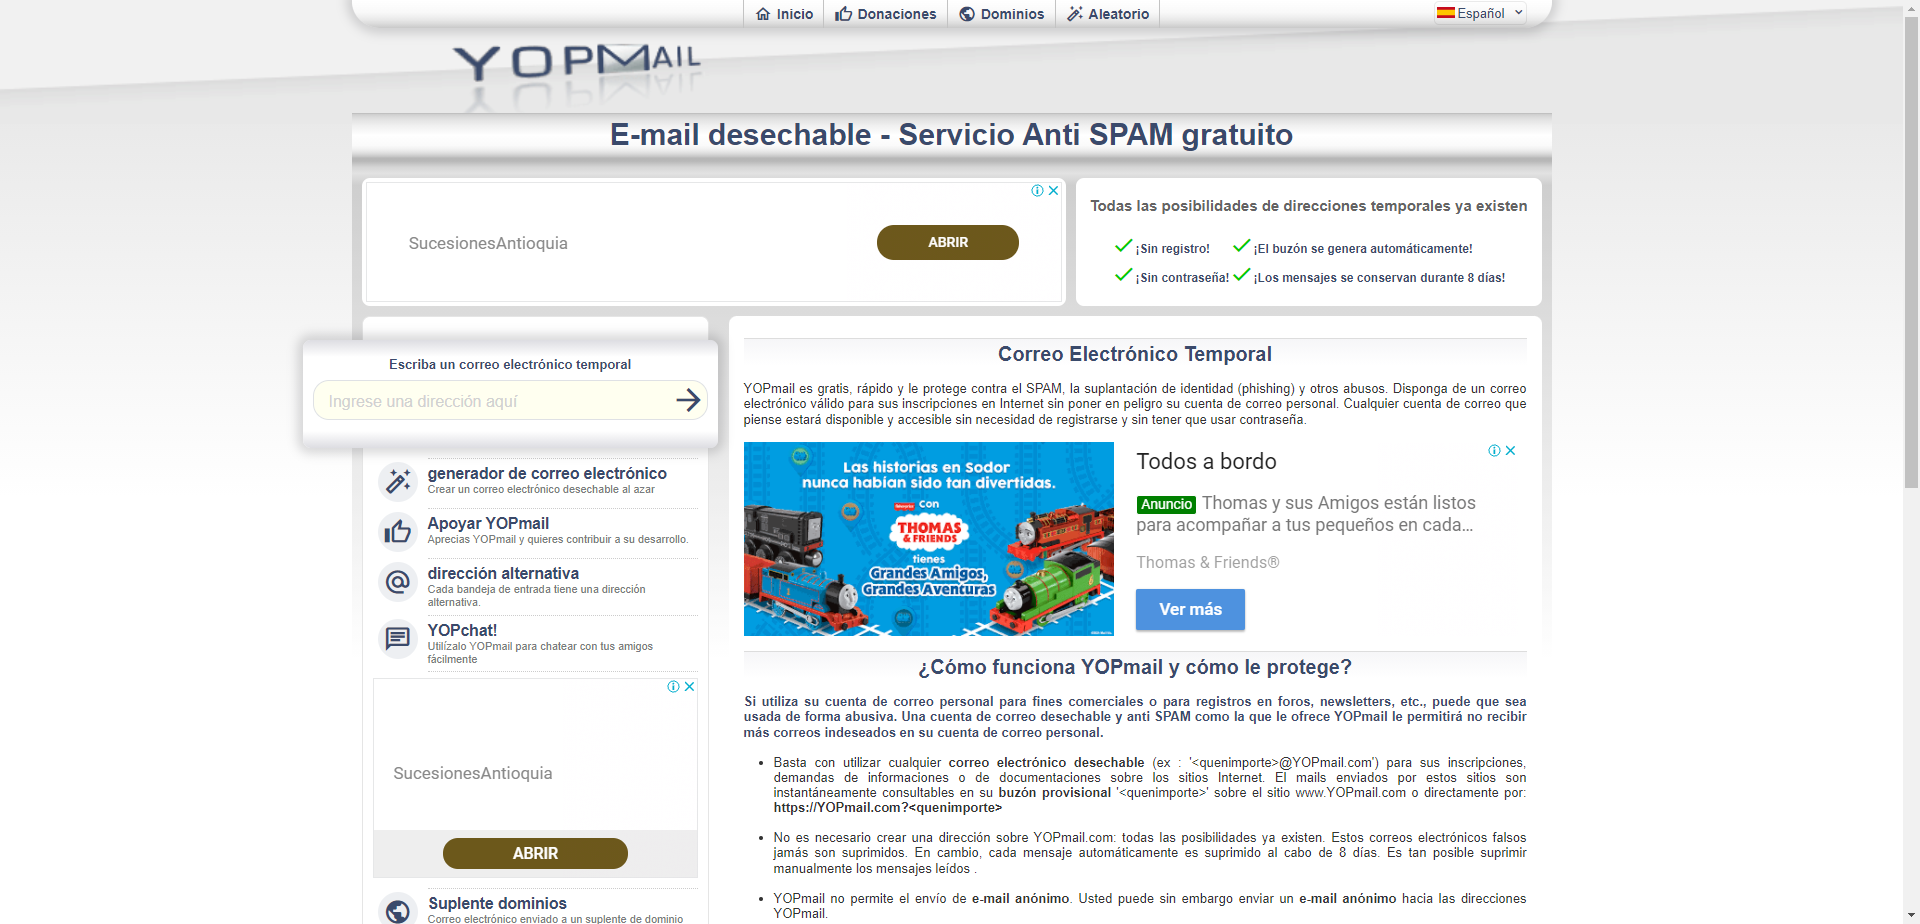 Inicio
Donaciones
Dominios
Aleatorio
Español
YOPMAIL
E-mail desechable - Servicio Anti SPAM gratuito
SucesionesAntioquia
ABRIR
Todas las posibilidades de direcciones temporales ya existen
¡Sin registro!
¡El buzón se genera automáticamente!
¡Sin contraseña!
¡Los mensajes se conservan durante 8 días!
Escriba un correo electrónico temporal
Ingrese una dirección aquí
generador de correo electrónico
Crear un correo electrónico desechable al azar
Apoyar YOPmail
Aprecias YOPmail y quieres contribuir a su desarrollo.
dirección alternativa
Cada bandeja de entrada tiene una dirección
alternativa.
YOPchat!
Utilízalo YOPmail para chatear con tus amigos
fácilmente
SucesionesAntioquia
ABRIR
Suplente dominios
Correo electrónico enviado a un suplente de dominio
Correo Electrónico Temporal
YOPmail es gratis, rápido y le protege contra el SPAM, la suplantación de identidad (phishing) y otros abusos. Disponga de un correo
electrónico válido para sus inscripciones en Internet sin poner en peligro su cuenta de correo personal. Cualquier cuenta de correo que
piense estará disponible y accesible sin necesidad de registrarse y sin tener que usar contraseña.
Las historias en Sodor
nunca habían sido tan divertidas.
Con
THOMAS
& FRIENDS
tienes
Grandes Amigos,
Grandes Aventuras
Todos a bordo
Anuncio Thomas y sus Amigos están listos
para acompañar a tus pequeños en cada...
Thomas & Friends®
Ver más
¿Cómo funciona YOPmail y cómo le protege?
Si utiliza su cuenta de correo personal para fines comerciales o para registros en foros, newsletters, etc., puede que sea
usada de forma abusiva. Una cuenta de correo desechable y anti SPAM como la que le ofrece YOPmail le permitirá no recibir
más correos indeseados en su cuenta de correo personal.
• Basta con utilizar cualquier correo electrónico desechable (ex : '<quenimporte>@YOPmail.com') para sus inscripciones,
demandas de informaciones o de documentaciones sobre los sitios Internet. El mails enviados por estos sitios son
instantáneamente consultables en su buzón provisional '<quenimporte>' sobre el sitio www.YOPmail.com o directamente por:
https://YOPmail.com?<quenimporte>
• No es necesario crear una dirección sobre YOPmail.com: todas las posibilidades ya existen. Estos correos electrónicos falsos
jamás son suprimidos. En cambio, cada mensaje automáticamente es suprimido al cabo de 8 días. Es tan posible suprimir
manualmente los mensajes leídos .
• YOPmail no permite el envío de e-mail anónimo. Usted puede sin embargo enviar un e-mail anónimo hacia las direcciones
YOPmail.